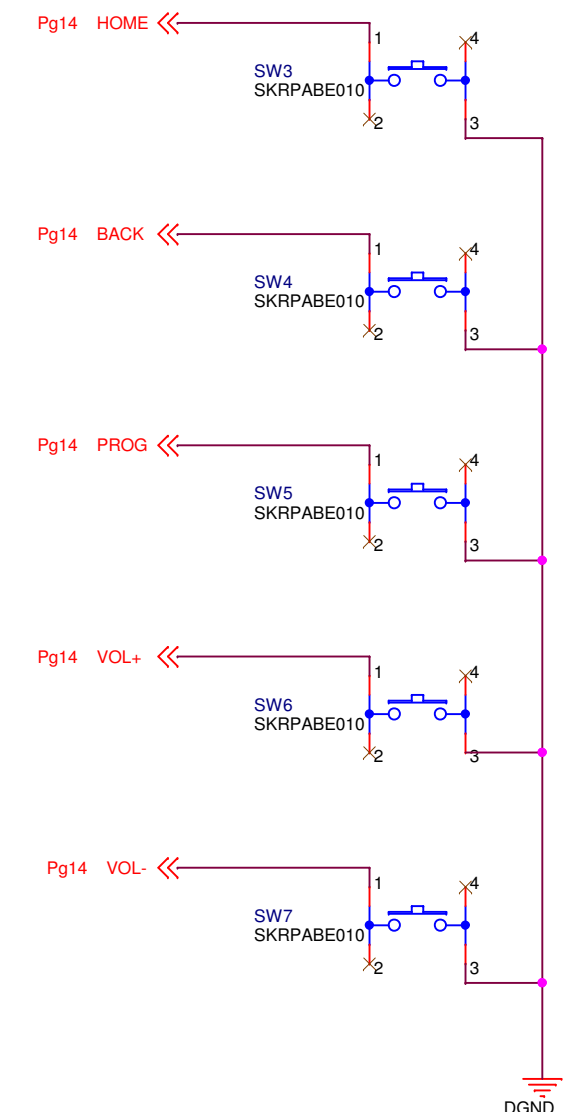 Pg14 HOME
1
4
SW3
SKRPABE010
2
3
Pg14 BACK
1
4
SW4
SKRPABE010
2
3
Pg14 PROG
1
4
SW5
SKRPABE010
2
3
Pg14 VOL+
1
4
SW6
SKRPABE010
2
3
Pg14 VOL-
1
4
SW7
SKRPABE010
2
3
DGND